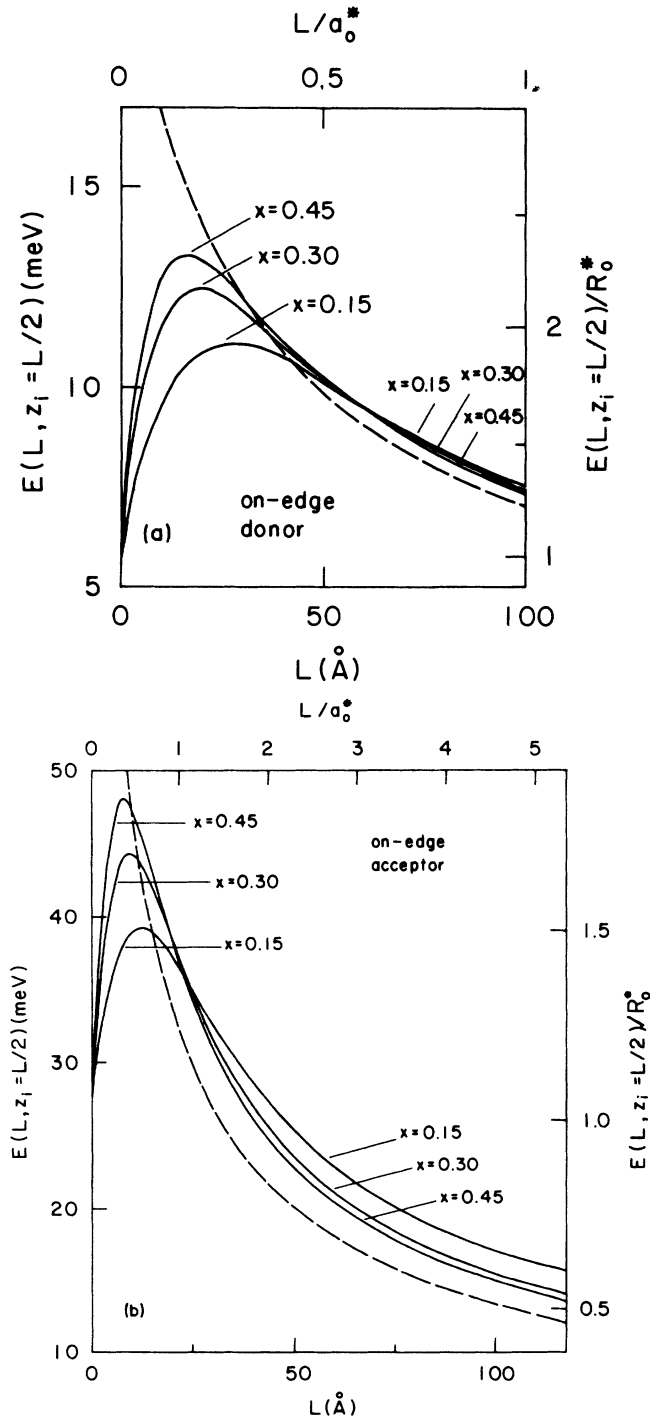 L/a₀*
0 0,5 1.
E(L, zᵢ = L/2)(meV)
15
10
5
x=0.45
x=0.30
x=0.15
x=0.15 x=0.30
x=0.45
2
1
E(L, zᵢ = L/2)/R₀*
(a)
on-edge
donor
0 50 100
L(Å)
L/a₀*
0 1 2 3 4 5
E(L, zᵢ = L/2)(meV)
50
40
30
20
10
x=0.45
x=0.30
x=0.15
on-edge
acceptor
x=0.15
x=0.30
x=0.45
1.5
1.0
0.5
E(L, zᵢ = L/2)/R₀*
(b)
0 50 100
L(Å)